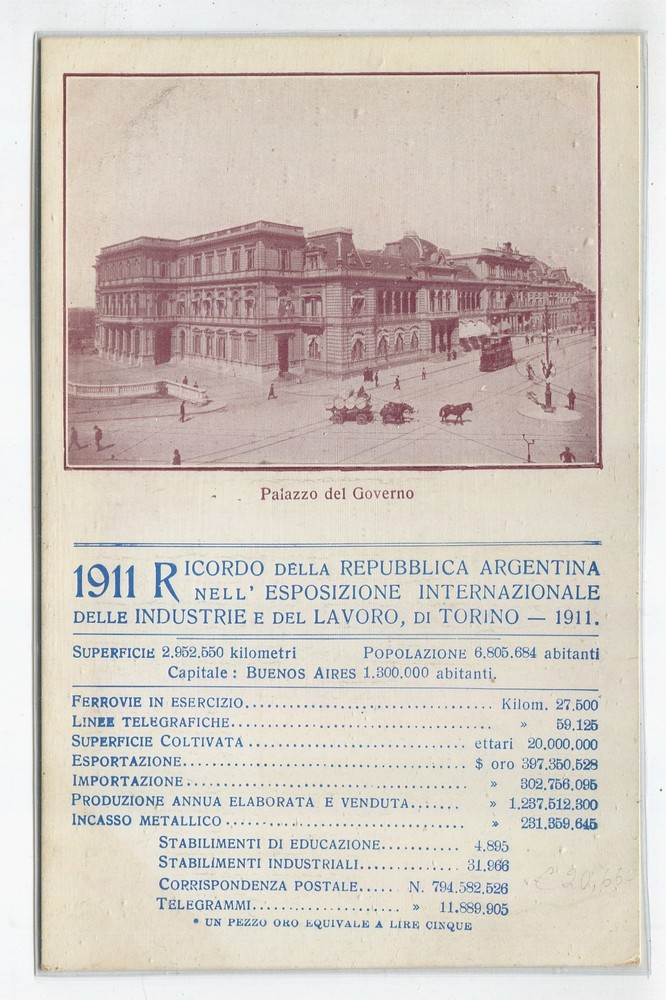 Palazzo del Governo
1911 RICORDO DELLA REPUBBLICA ARGENTINA
NELL' ESPOSIZIONE INTERNAZIONALE
DELLE INDUSTRIE E DEL LAVORO, DI TORINO — 1911.
SUPERFICIE 2.952.550 kilometri POPOLAZIONE 6.805.684 abitanti
Capitale: BUENOS AIRES 1.300.000 abitanti.
FERROVIE IN ESERCIZIO................................ Kilom. 27.500
LINEE TELEGRAFICHE................................... » 59.125
SUPERFICIE COLTIVATA ............................ ettari 20,000,000
ESPORTAZIONE..................................... $ oro 397.350,528
IMPORTAZIONE..................................... » 302.756,095
PRODUZIONE ANNUA ELABORATA E VENDUTA....... » 1,237,512,300
INCASSO METALLICO ................................ » 231,359,645
STABILIMENTI DI EDUCAZIONE........... 4,895
STABILIMENTI INDUSTRIALI.............. 31,966
CORRISPONDENZA POSTALE..... N. 794.582,526
TELEGRAMMI..................... » 11.889,905
* UN PEZZO ORO EQUIVALE A LIRE CINQUE